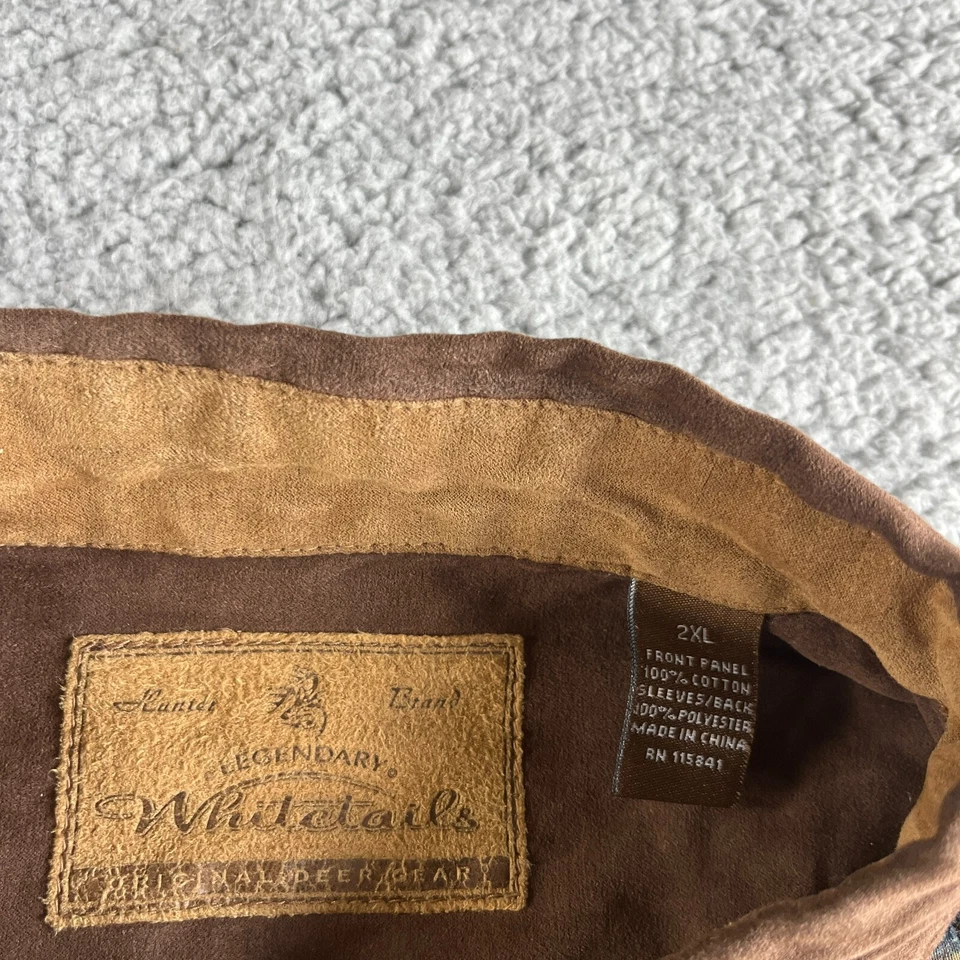 Hunter Brand
LEGENDARY®
Whitetails
ORIGINAL DEER GEAR
2XL
FRONT PANEL
100% COTTON
SLEEVES/BACK
100% POLYESTER
MADE IN CHINA
RN 115841